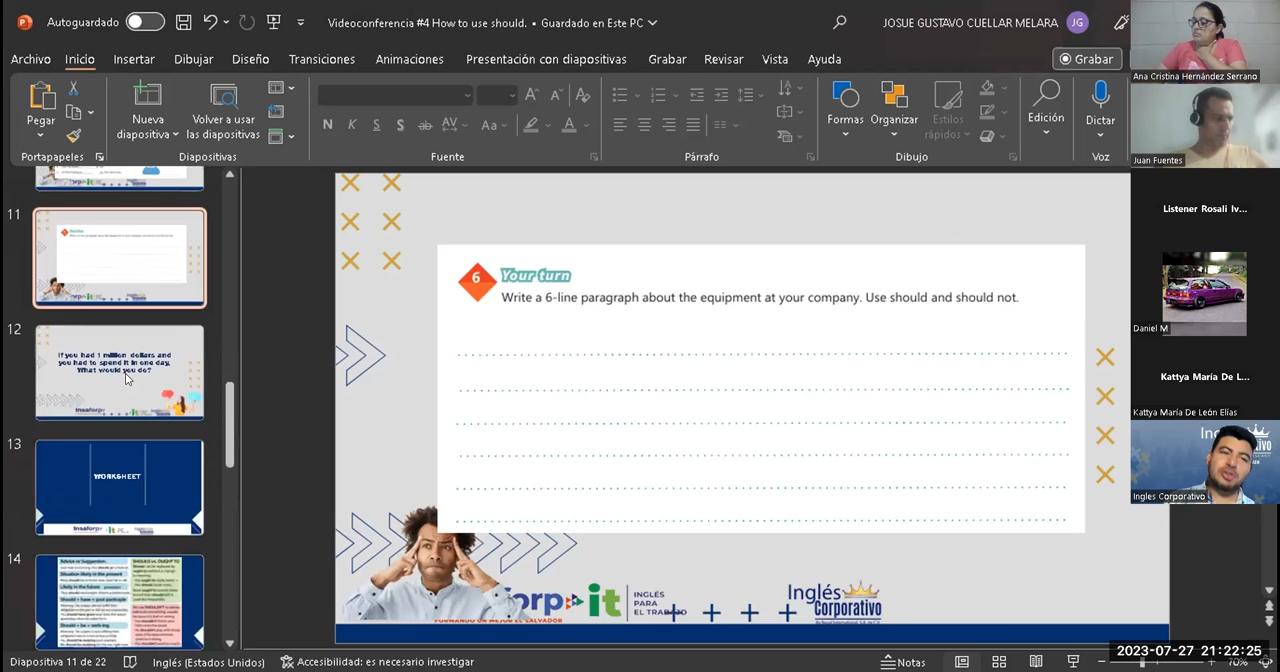 Autoguardado
Videoconferencia #4 How to use should. • Guardado en Este PC
JOSUE GUSTAVO CUELLAR MELARA
JG
Archivo Inicio Insertar Dibujar Diseño Transiciones Animaciones Presentación con diapositivas Grabar Revisar Vista Ayuda
Grabar
Pegar
Nueva diapositiva
Volver a usar las diapositivas
N K S S ab AV Aa A
Formas Organizar Estilos rápidos Edición Dictar
Portapapeles Diapositivas Fuente Párrafo Dibujo Voz
Ana Cristina Hernández Serrano
Juan Fuentes
Listener Rosali Iv...
Daniel M
Kattya María De L...
Kattya María De León Elías
Ingles Corporativo
11
12
If you had 1 million dollars and
you had to spend it in one day,
What would you do?
13
WORKSHEET
14
6 Your turn
Write a 6-line paragraph about the equipment at your company. Use should and should not.
INGLÉS
PARA
EL TRABAJO
Inglés
Corporativo
Diapositiva 11 de 22
Inglés (Estados Unidos)
Accesibilidad: es necesario investigar
Notas
70%
2023-07-27 21:22:25